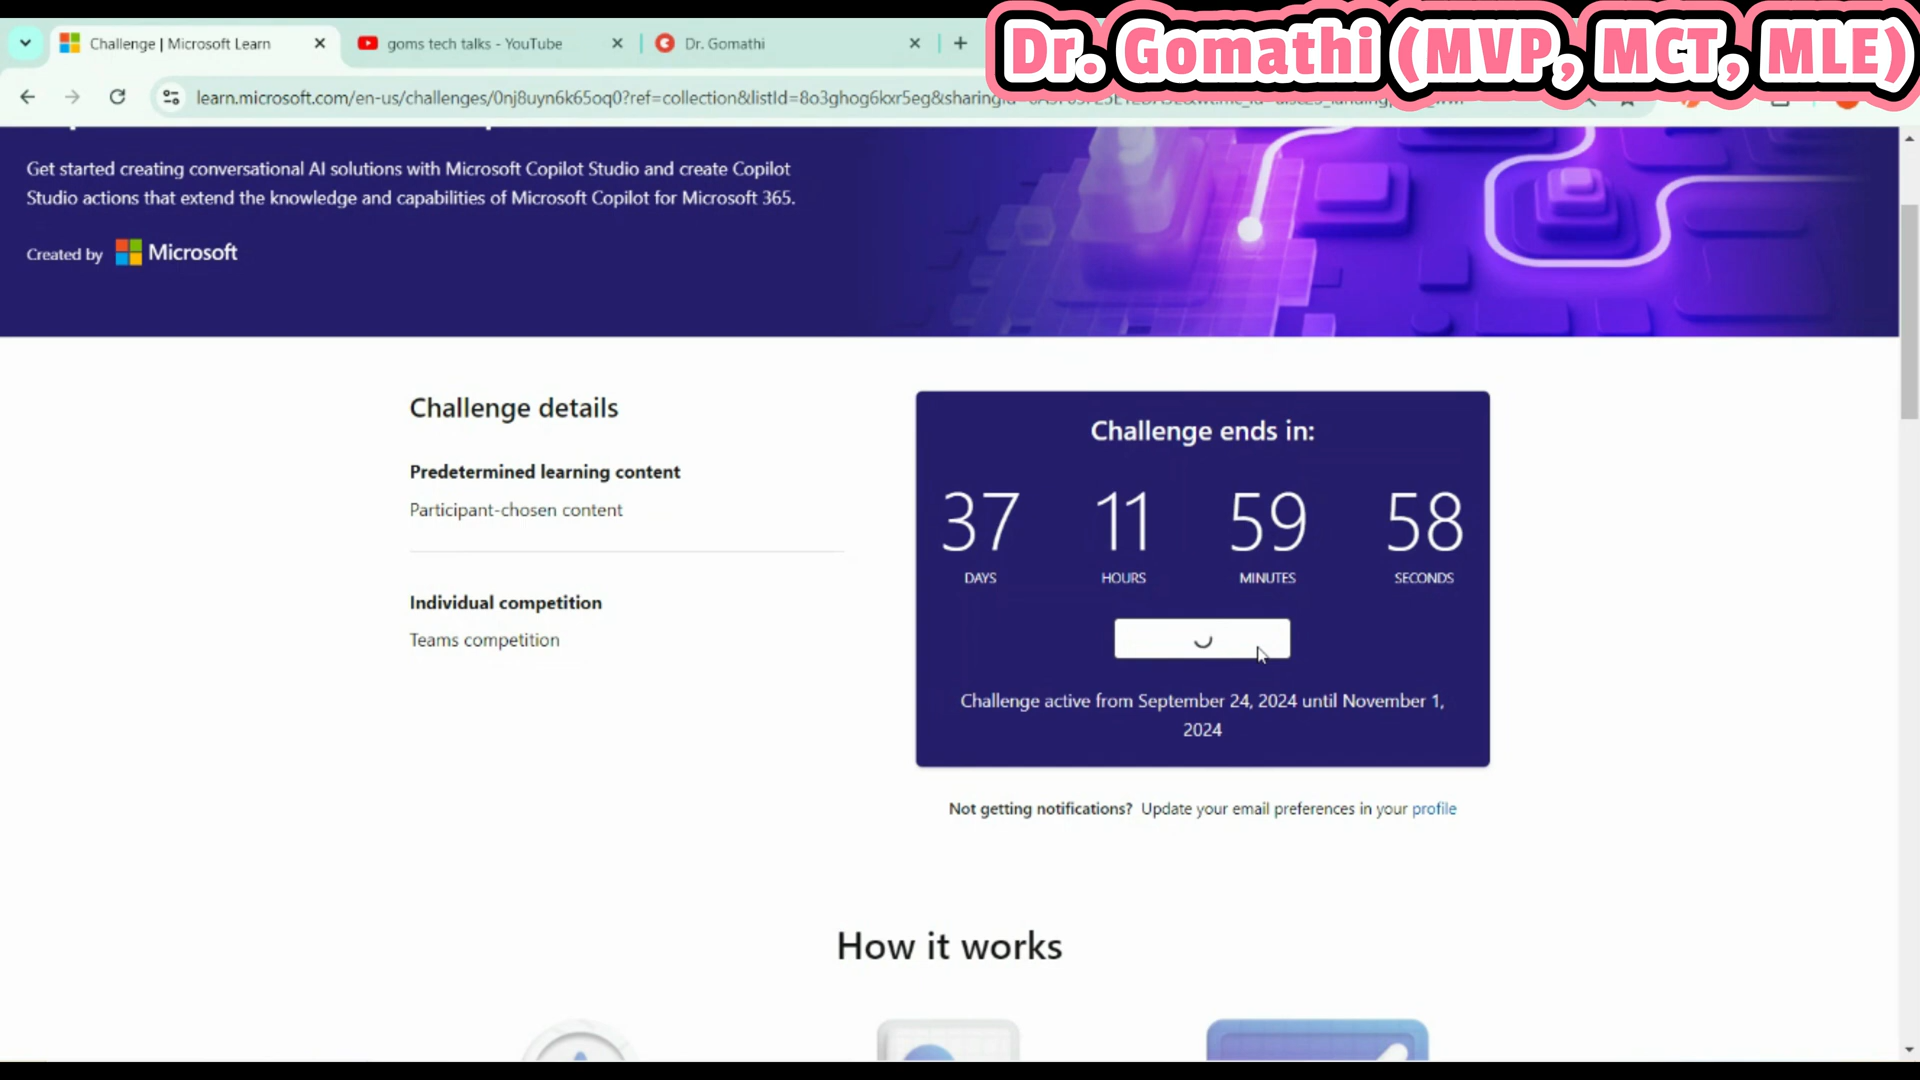 Dr. Gomathi (MVP, MCT, MLE)
Challenge | Microsoft Learn
goms tech talks - YouTube
Dr. Gomathi
learn.microsoft.com/en-us/challenges/0nj8uyn6k65oq0?ref=collection&listId=8o3ghog6kxr5eg&sharingId
Get started creating conversational AI solutions with Microsoft Copilot Studio and create Copilot
Studio actions that extend the knowledge and capabilities of Microsoft Copilot for Microsoft 365.
Created by Microsoft
Challenge details
Predetermined learning content
Participant-chosen content
Individual competition
Teams competition
Challenge ends in:
37 11 59 58
DAYS HOURS MINUTES SECONDS
Challenge active from September 24, 2024 until November 1,
2024
Not getting notifications? Update your email preferences in your profile
How it works